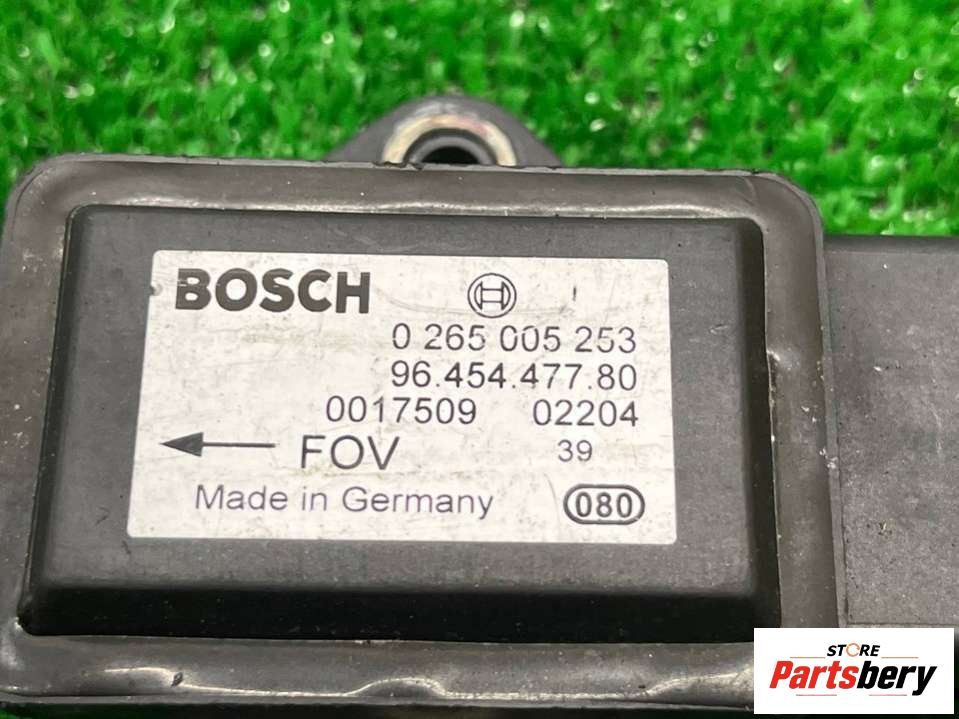 BOSCH
0 265 005 253
96.454.477.80
0017509 02204
FOV 39
Made in Germany 080
STORE
Partsbery